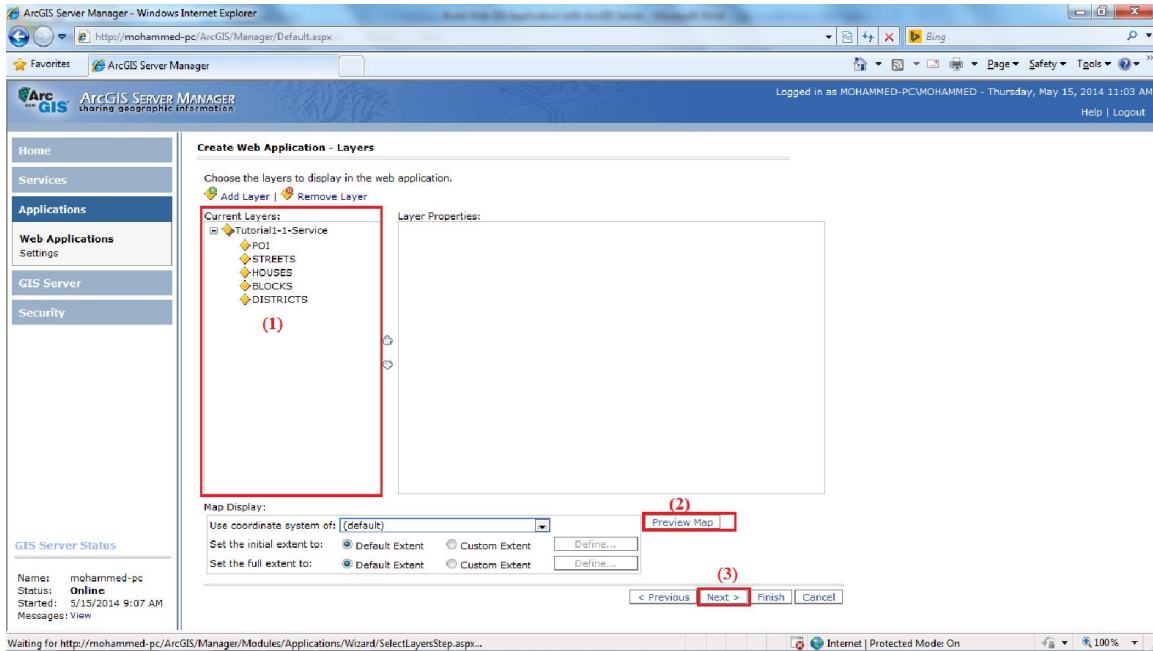 ArcGIS Server Manager - Windows Internet Explorer
http://mohammed-pc/ArcGIS/Manager/Default.aspx
Bing
Favorites
ArcGIS Server Manager
Page
Safety
Tools
Arc GIS
ARCGIS SERVER MANAGER
sharing geographic information
Logged in as MOHAMMED-PC\MOHAMMED - Thursday, May 15, 2014 11:03 AM
Help | Logout
Home
Services
Applications
Web Applications
Settings
GIS Server
Security
Create Web Application - Layers
Choose the layers to display in the web application.
Add Layer | Remove Layer
Current Layers:
Layer Properties:
Tutorial1-1-Service
POI
STREETS
HOUSES
BLOCKS
DISTRICTS
(1)
Map Display:
(2)
Use coordinate system of: (default)
Preview Map
Set the initial extent to: Default Extent Custom Extent Define...
Set the full extent to: Default Extent Custom Extent Define...
(3)
< Previous Next > Finish Cancel
GIS Server Status
Name: mohammed-pc
Status: Online
Started: 5/15/2014 9:07 AM
Messages: View
Waiting for http://mohammed-pc/ArcGIS/Manager/Modules/Applications/Wizard/SelectLayersStep.aspx...
Internet | Protected Mode: On
100%